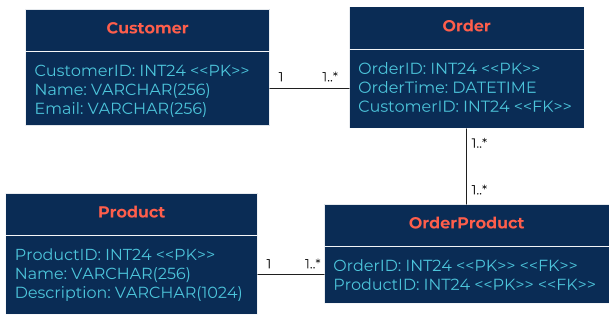 Customer
CustomerID: INT24 <<PK>>
Name: VARCHAR(256)
Email: VARCHAR(256)
1
1..*
Order
OrderID: INT24 <<PK>>
OrderTime: DATETIME
CustomerID: INT24 <<FK>>
1..*
1..*
Product
ProductID: INT24 <<PK>>
Name: VARCHAR(256)
Description: VARCHAR(1024)
1
1..*
OrderProduct
OrderID: INT24 <<PK>> <<FK>>
ProductID: INT24 <<PK>> <<FK>>